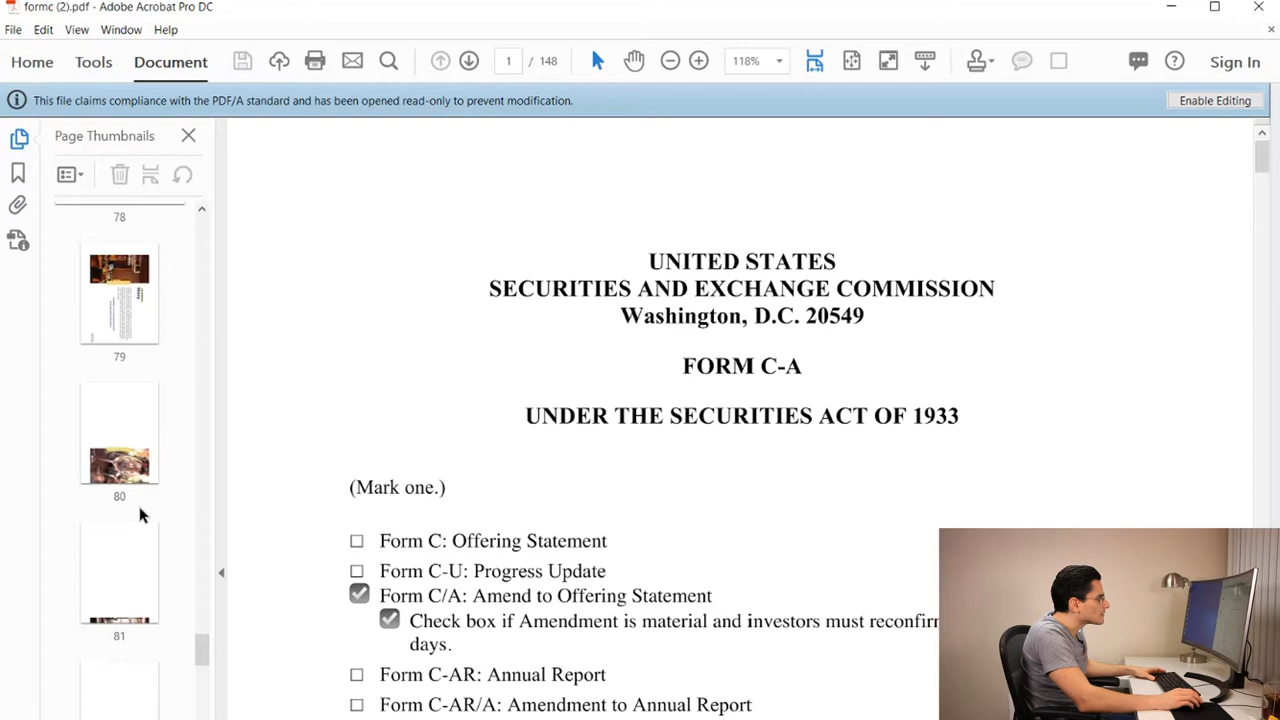 formc (2).pdf - Adobe Acrobat Pro DC
File Edit View Window Help
Home Tools Document 1 / 148 118% Sign In
This file claims compliance with the PDF/A standard and has been opened read-only to prevent modification. Enable Editing
Page Thumbnails
78
79
80
81
UNITED STATES
SECURITIES AND EXCHANGE COMMISSION
Washington, D.C. 20549
FORM C-A
UNDER THE SECURITIES ACT OF 1933
(Mark one.)
Form C: Offering Statement
Form C-U: Progress Update
Form C/A: Amend to Offering Statement
Check box if Amendment is material and investors must reconfirm
days.
Form C-AR: Annual Report
Form C-AR/A: Amendment to Annual Report